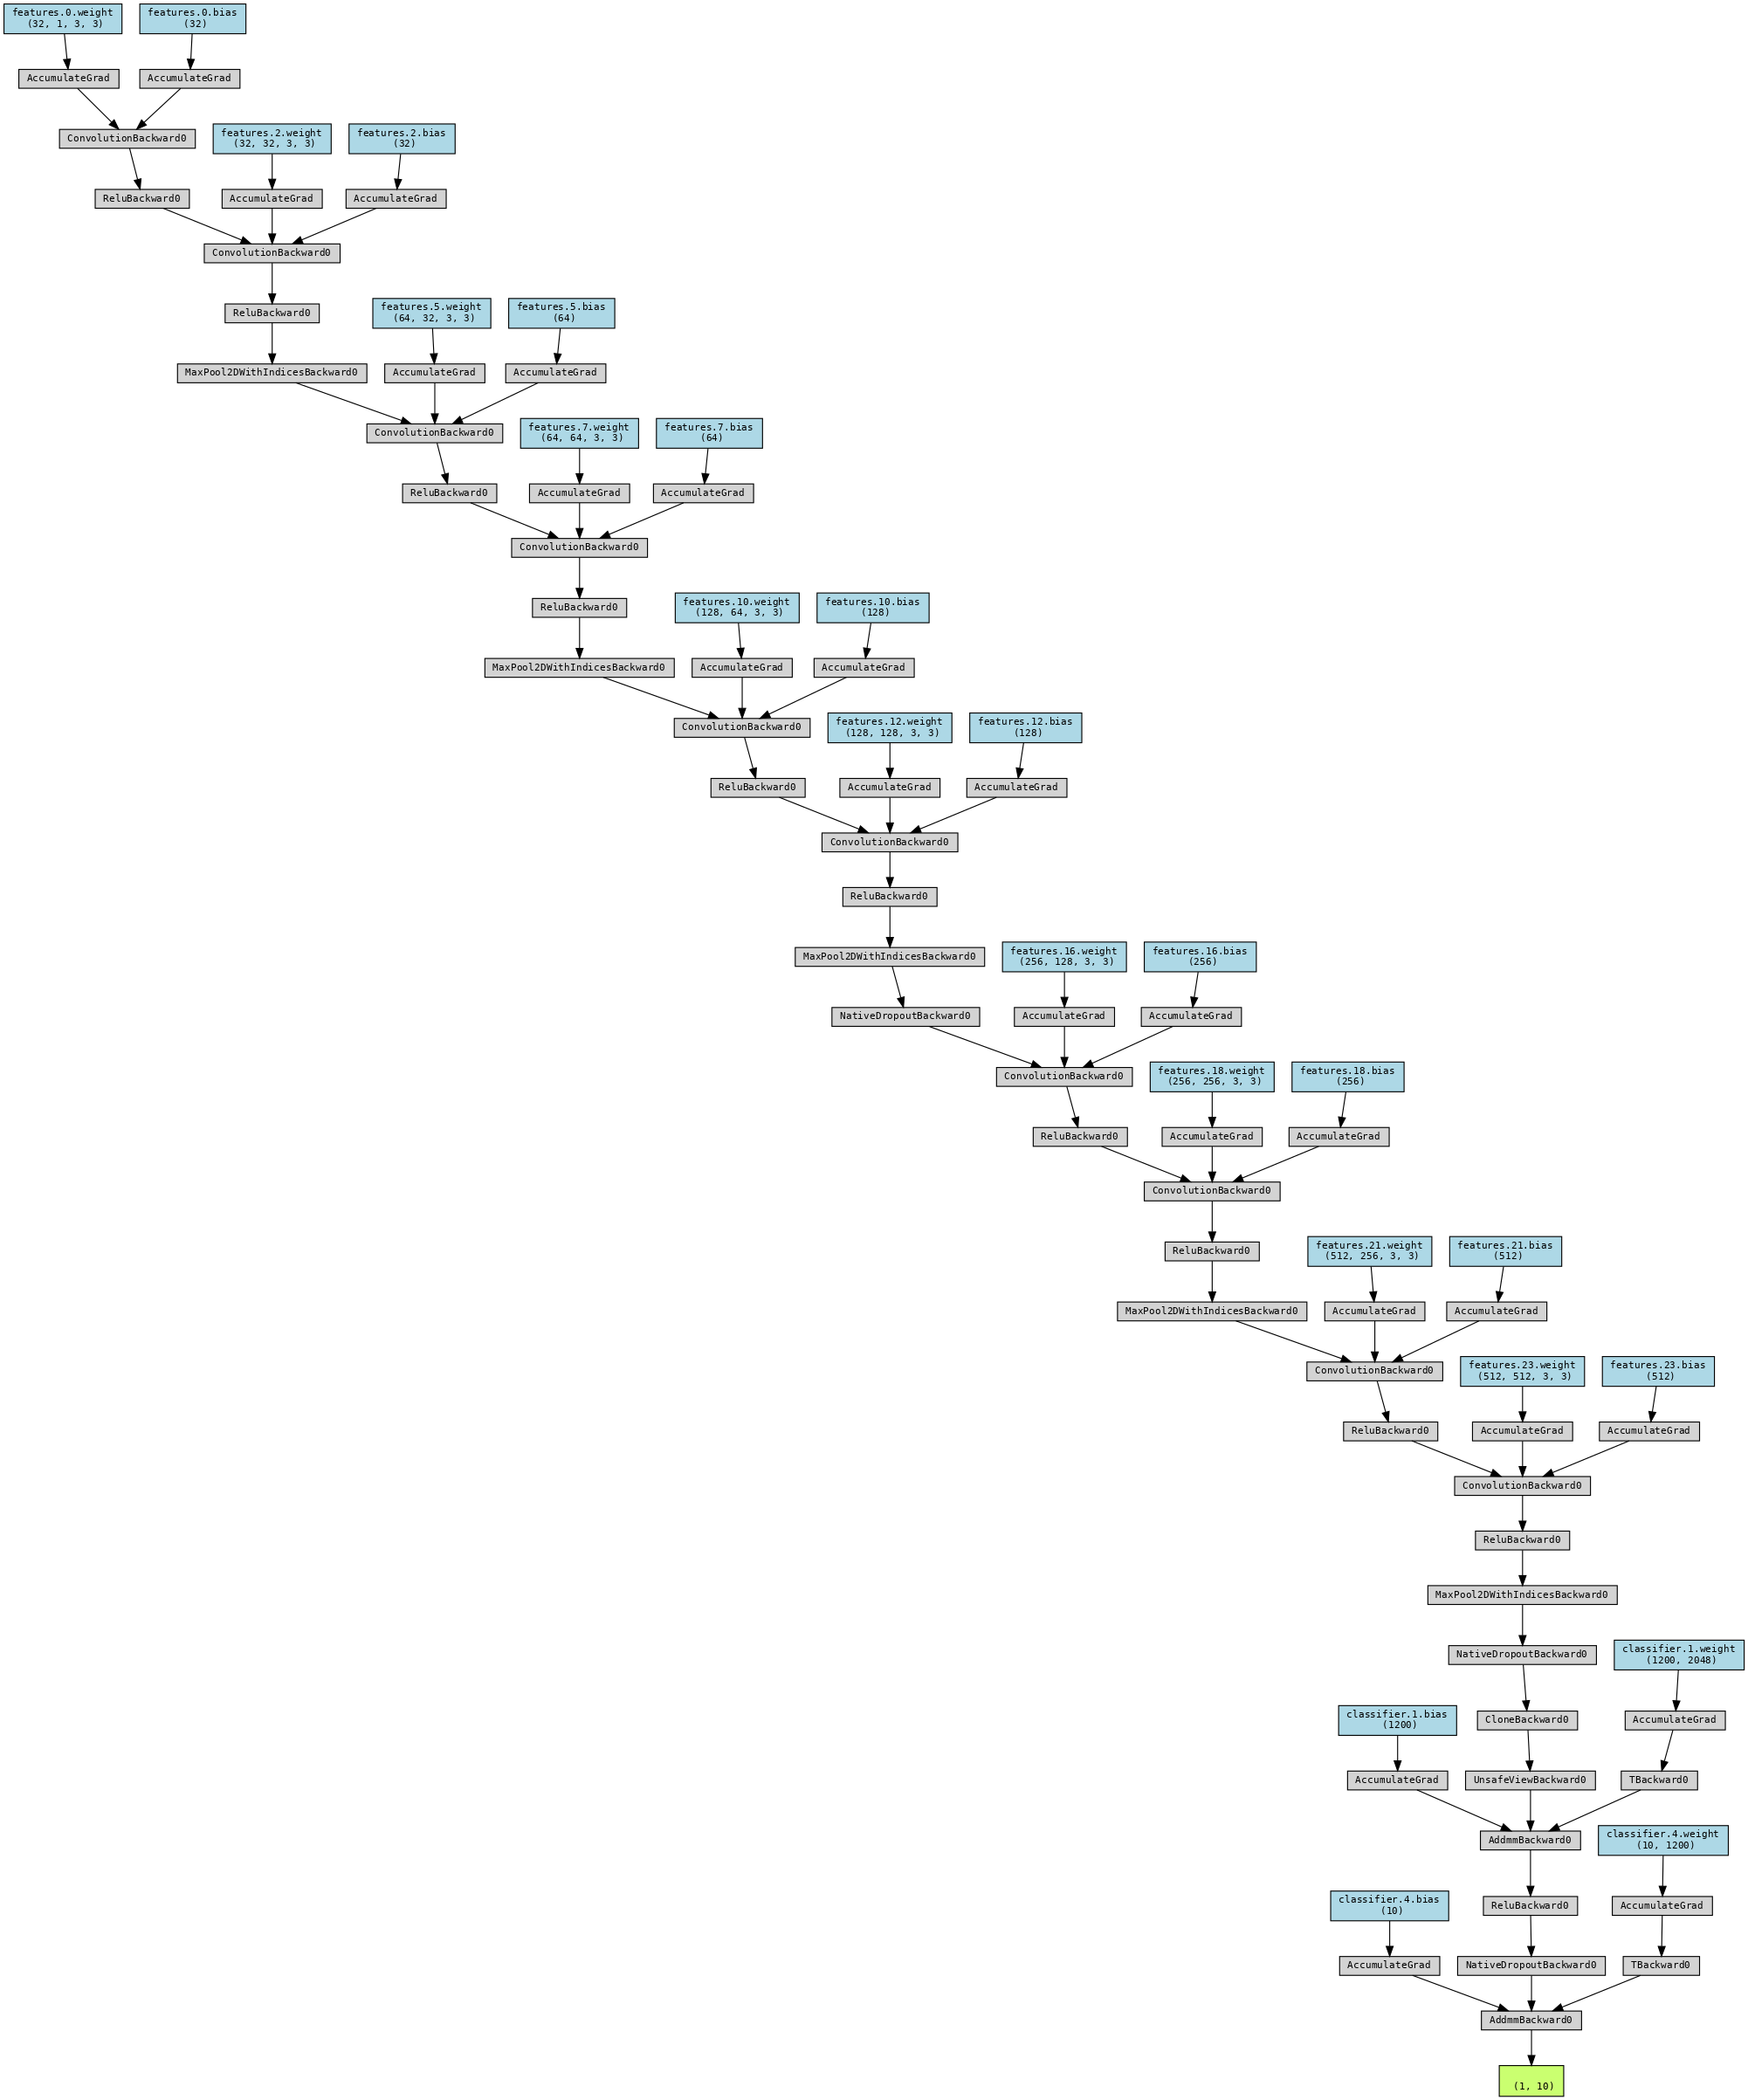 features.0.weight
(32, 1, 3, 3)
features.0.bias
(32)
AccumulateGrad
AccumulateGrad
ConvolutionBackward0
features.2.weight
(32, 32, 3, 3)
features.2.bias
(32)
ReluBackward0
AccumulateGrad
AccumulateGrad
ConvolutionBackward0
ReluBackward0
features.5.weight
(64, 32, 3, 3)
features.5.bias
(64)
MaxPool2DWithIndicesBackward0
AccumulateGrad
AccumulateGrad
ConvolutionBackward0
features.7.weight
(64, 64, 3, 3)
features.7.bias
(64)
ReluBackward0
AccumulateGrad
AccumulateGrad
ConvolutionBackward0
ReluBackward0
features.10.weight
(128, 64, 3, 3)
features.10.bias
(128)
MaxPool2DWithIndicesBackward0
AccumulateGrad
AccumulateGrad
ConvolutionBackward0
features.12.weight
(128, 128, 3, 3)
features.12.bias
(128)
ReluBackward0
AccumulateGrad
AccumulateGrad
ConvolutionBackward0
ReluBackward0
MaxPool2DWithIndicesBackward0
features.16.weight
(256, 128, 3, 3)
features.16.bias
(256)
NativeDropoutBackward0
AccumulateGrad
AccumulateGrad
ConvolutionBackward0
features.18.weight
(256, 256, 3, 3)
features.18.bias
(256)
ReluBackward0
AccumulateGrad
AccumulateGrad
ConvolutionBackward0
ReluBackward0
features.21.weight
(512, 256, 3, 3)
features.21.bias
(512)
MaxPool2DWithIndicesBackward0
AccumulateGrad
AccumulateGrad
ConvolutionBackward0
features.23.weight
(512, 512, 3, 3)
features.23.bias
(512)
ReluBackward0
AccumulateGrad
AccumulateGrad
ConvolutionBackward0
ReluBackward0
MaxPool2DWithIndicesBackward0
NativeDropoutBackward0
classifier.1.weight
(1200, 2048)
classifier.1.bias
(1200)
CloneBackward0
AccumulateGrad
AccumulateGrad
UnsafeViewBackward0
TBackward0
AddmmBackward0
classifier.4.weight
(10, 1200)
classifier.4.bias
(10)
ReluBackward0
AccumulateGrad
AccumulateGrad
NativeDropoutBackward0
TBackward0
AddmmBackward0
(1, 10)